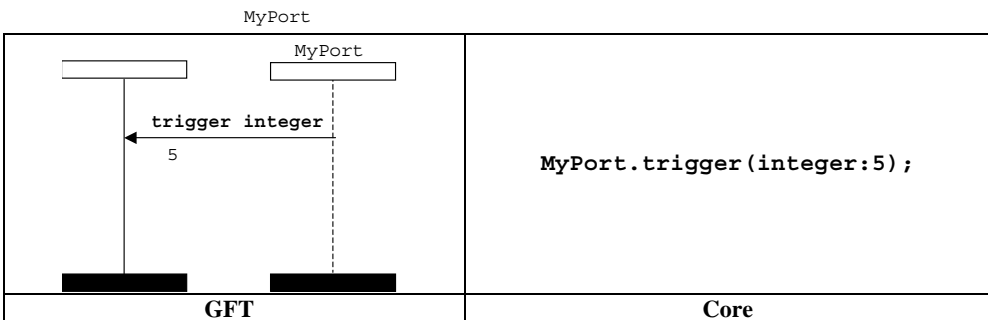 MyPort
MyPort
trigger integer
5
MyPort.trigger(integer:5);
GFT
Core